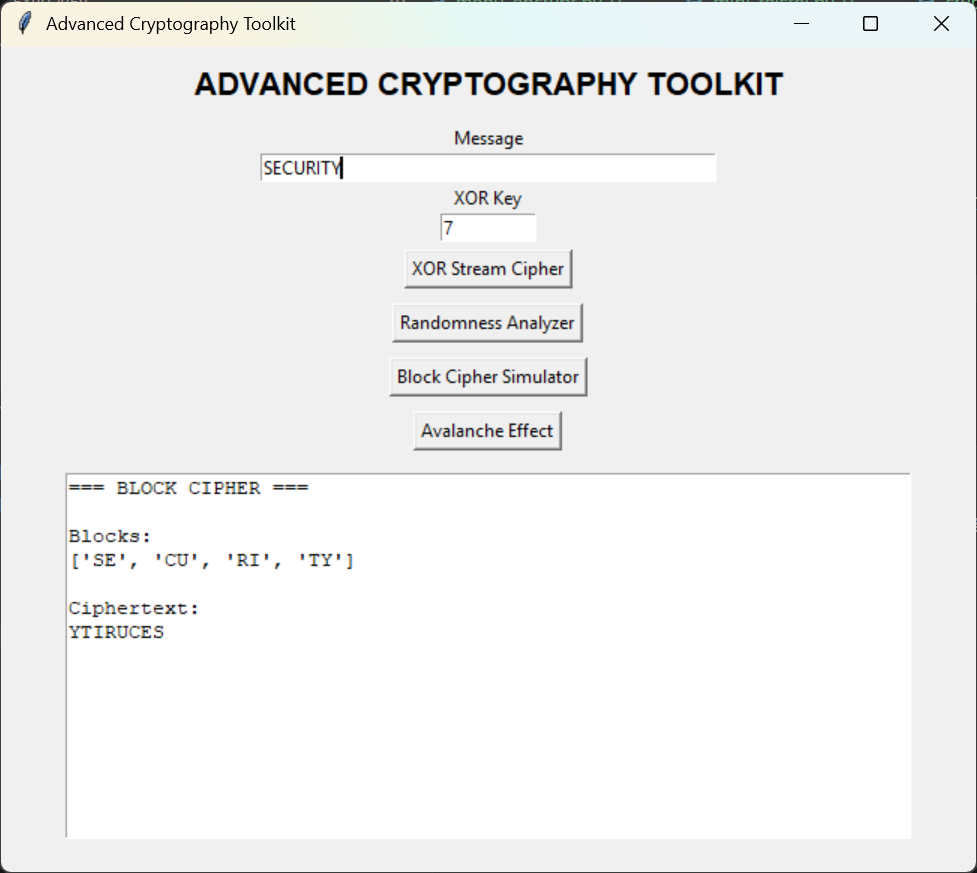 Advanced Cryptography Toolkit
ADVANCED CRYPTOGRAPHY TOOLKIT
Message
SECURITY
XOR Key
7
XOR Stream Cipher
Randomness Analyzer
Block Cipher Simulator
Avalanche Effect
=== BLOCK CIPHER ===
Blocks:
['SE', 'CU', 'RI', 'TY']
Ciphertext:
YTIRUCES